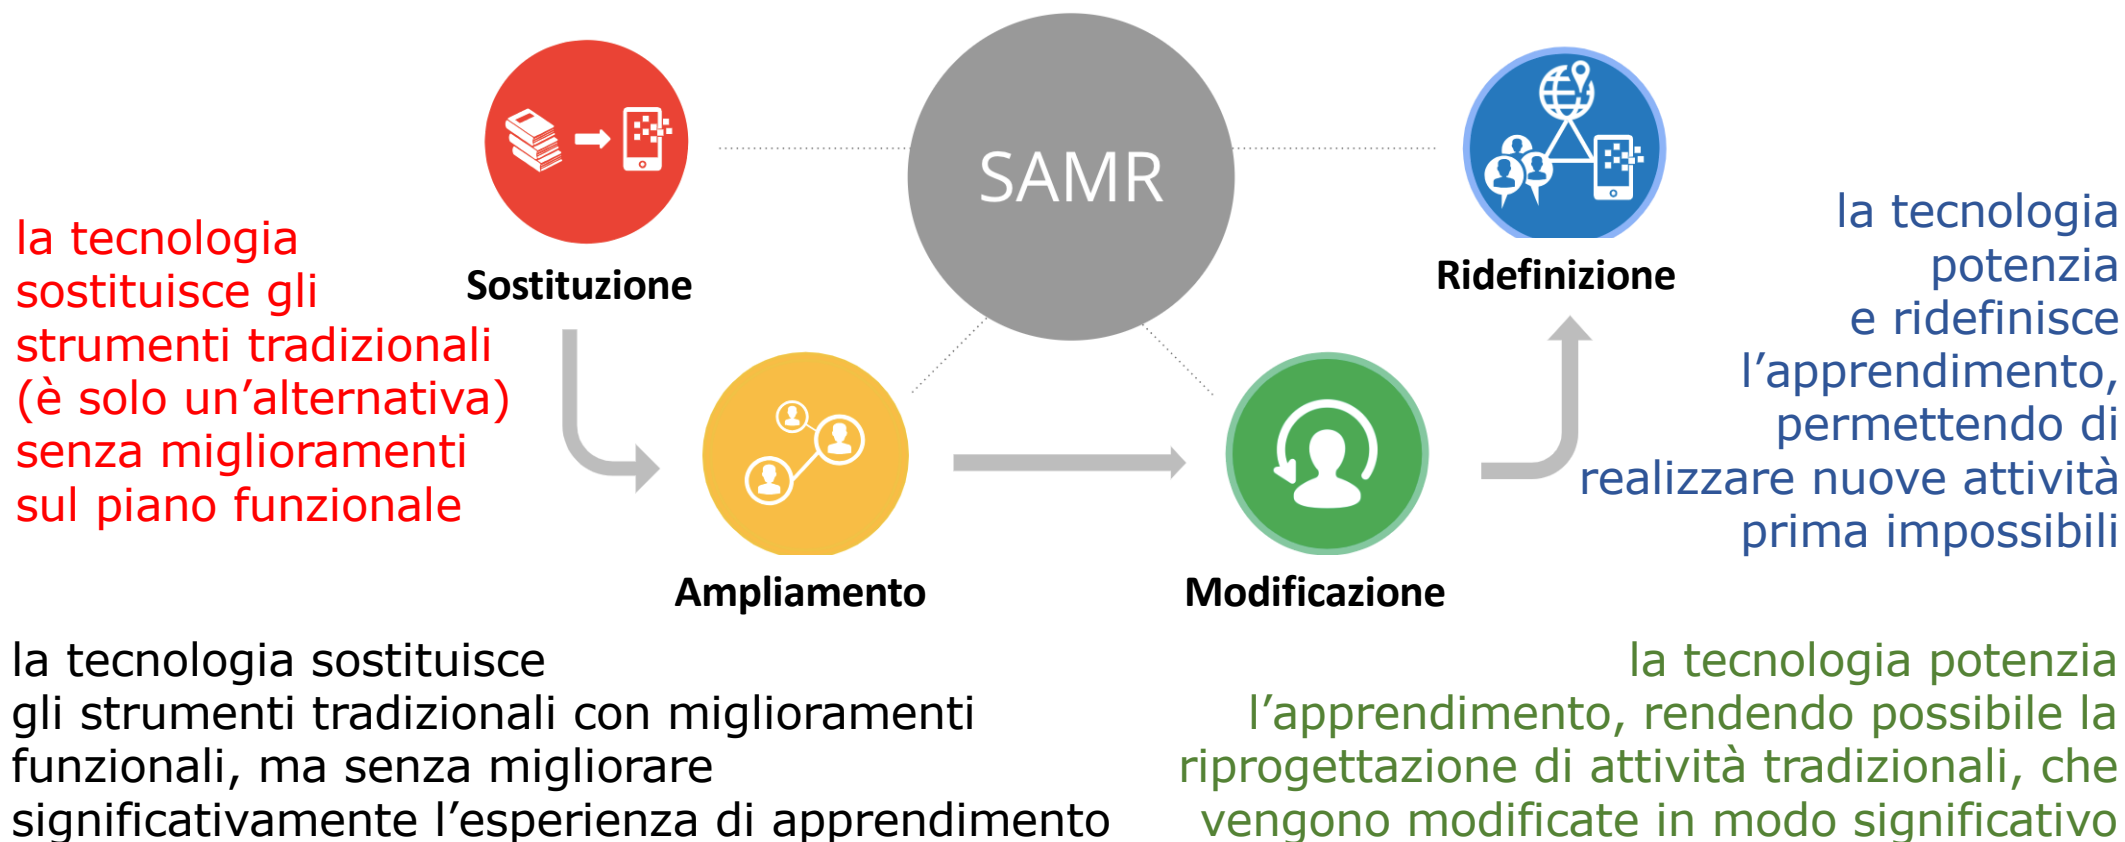 SAMR
la tecnologia
sostituisce gli
strumenti tradizionali
(è solo un’alternativa)
senza miglioramenti
sul piano funzionale
Sostituzione
Ampliamento
la tecnologia sostituisce
gli strumenti tradizionali con miglioramenti
funzionali, ma senza migliorare
significativamente l’esperienza di apprendimento
Modificazione
la tecnologia potenzia
l’apprendimento, rendendo possibile la
riprogettazione di attività tradizionali, che
vengono modificate in modo significativo
Ridefinizione
la tecnologia
potenzia
e ridefinisce
l’apprendimento,
permettendo di
realizzare nuove attività
prima impossibili